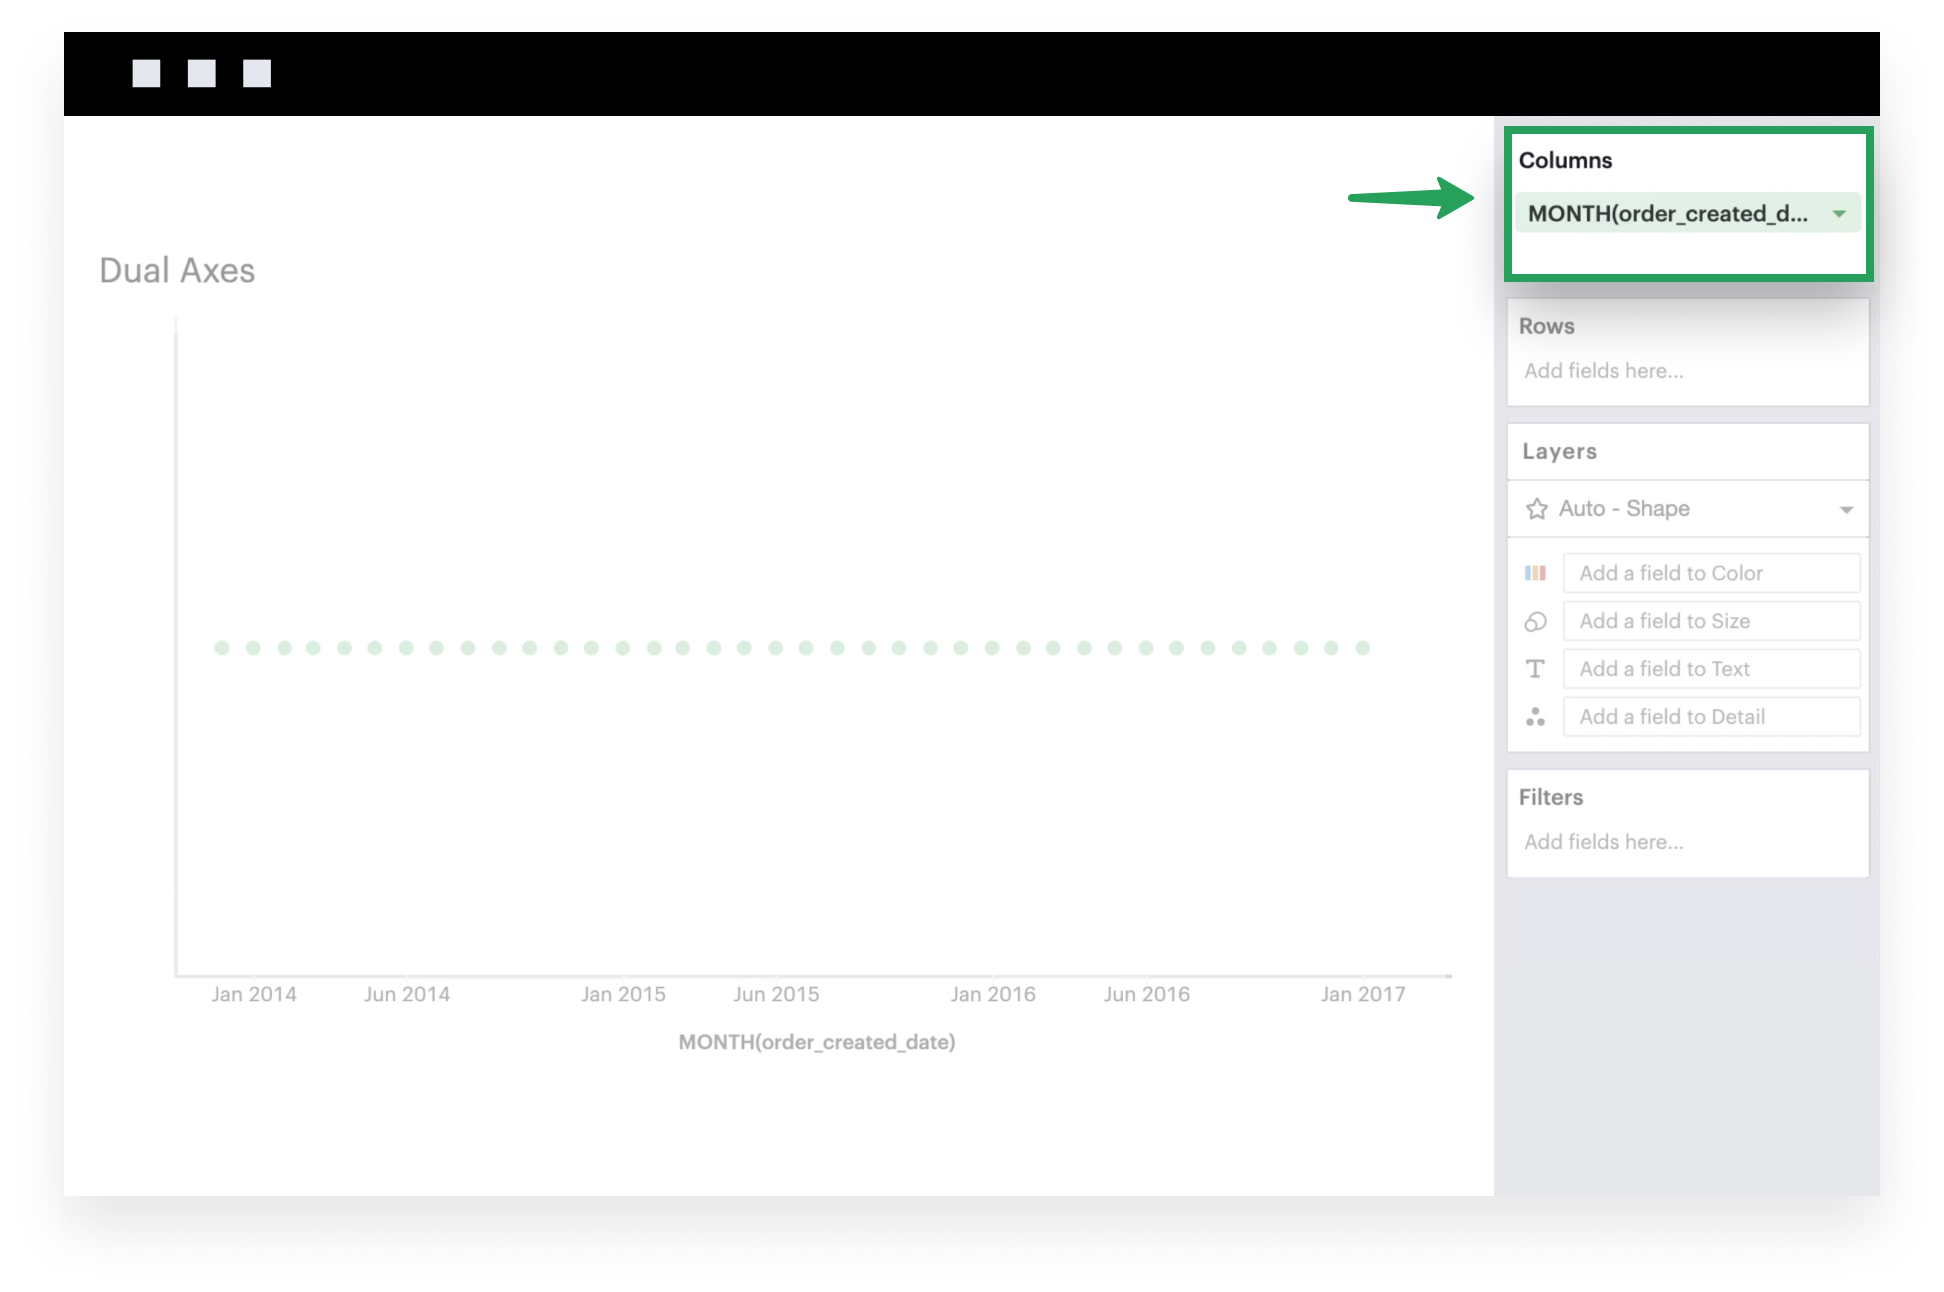 Columns
MONTH(order_created_d...
Dual Axes
Rows
Add fields here...
Layers
Auto - Shape
Add a field to Color
Add a field to Size
Add a field to Text
Add a field to Detail
Filters
Add fields here...
Jan 2014 Jun 2014 Jan 2015 Jun 2015 Jan 2016 Jun 2016 Jan 2017
MONTH(order_created_date)